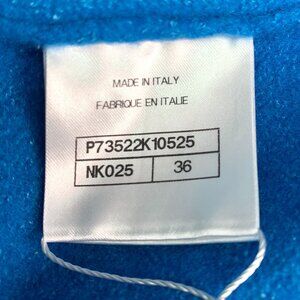 MADE IN ITALY
FABRIQUE EN ITALIE
P73522K10525
NK025 36